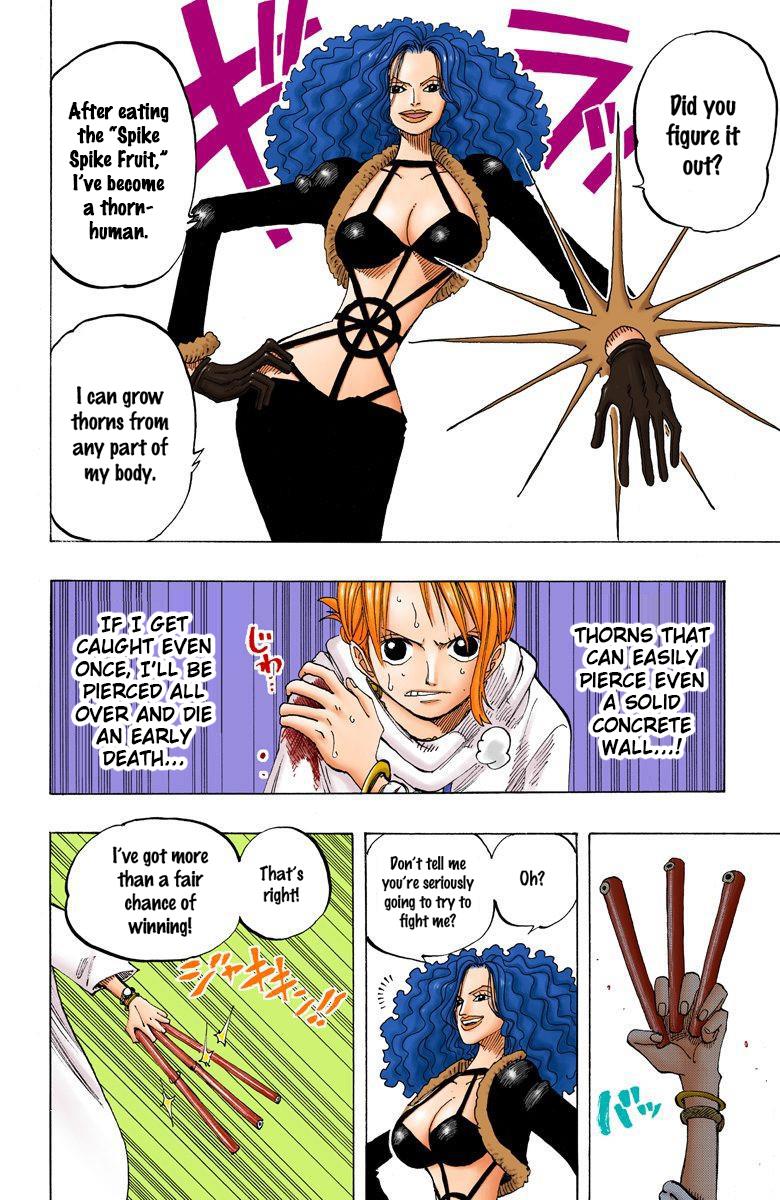 Did you
figure it
out?
ギラッ
After eating
the “Spike
Spike Fruit,”
I’ve become
a thorn-
human.
I can grow
thorns from
any part of
my body.
THORNS THAT
CAN EASILY
PIERCE EVEN
A SOLID
CONCRETE
WALL...!
じわ…
IF I GET
CAUGHT EVEN
ONCE, I’LL BE
PIERCED ALL
OVER AND DIE
AN EARLY
DEATH...
バッ
Oh?
Don’t tell me
you’re seriously
going to try to
fight me?
That’s
right!
I’ve got more
than a fair
chance of
winning!
ジャキキィン!!